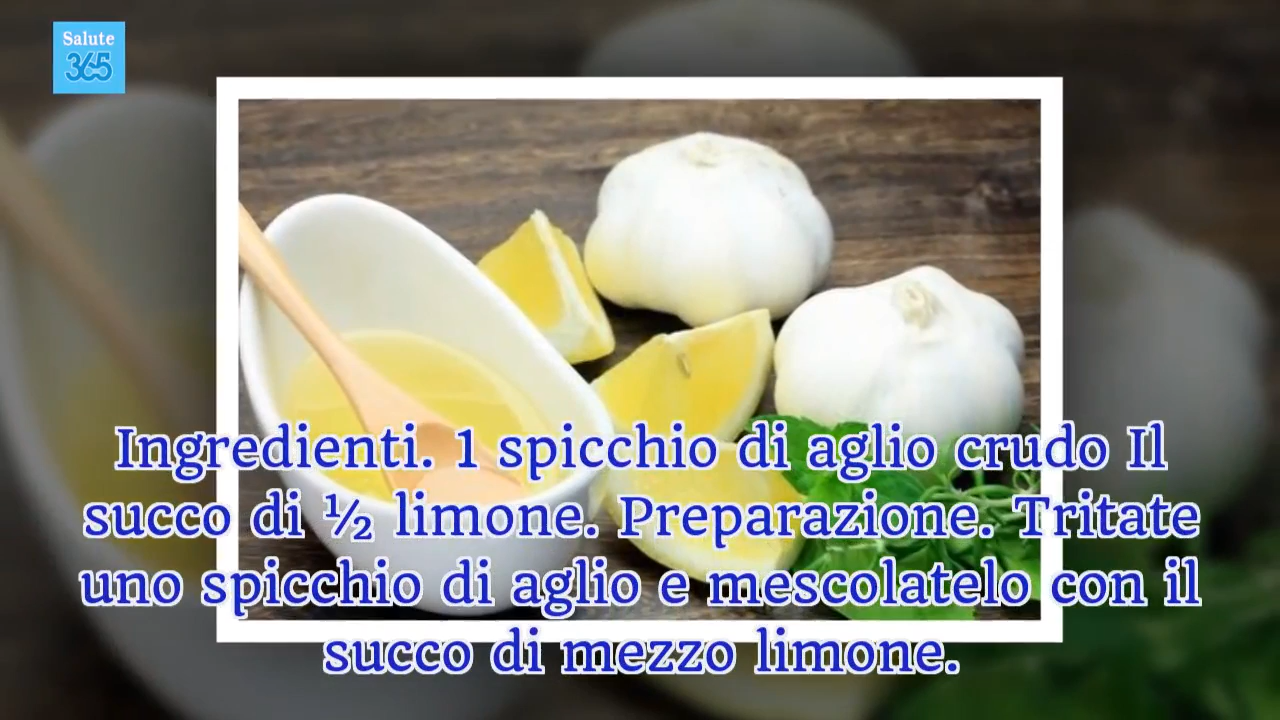 Salute
365
Ingredienti. 1 spicchio di aglio crudo Il
succo di ½ limone. Preparazione. Tritate
uno spicchio di aglio e mescolatelo con il
succo di mezzo limone.